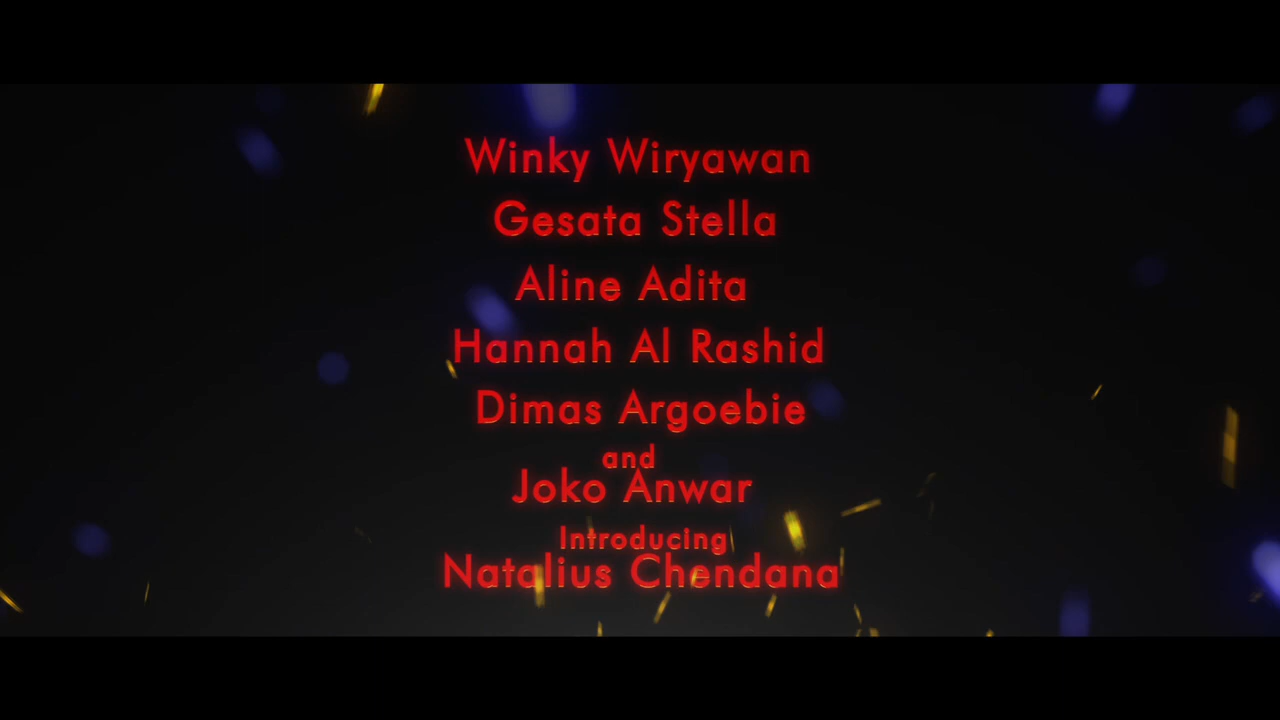 Winky Wiryawan
Gesata Stella
Aline Adita
Hannah Al Rashid
Dimas Argoebie
and
Joko Anwar
Introducing
Natalius Chendana